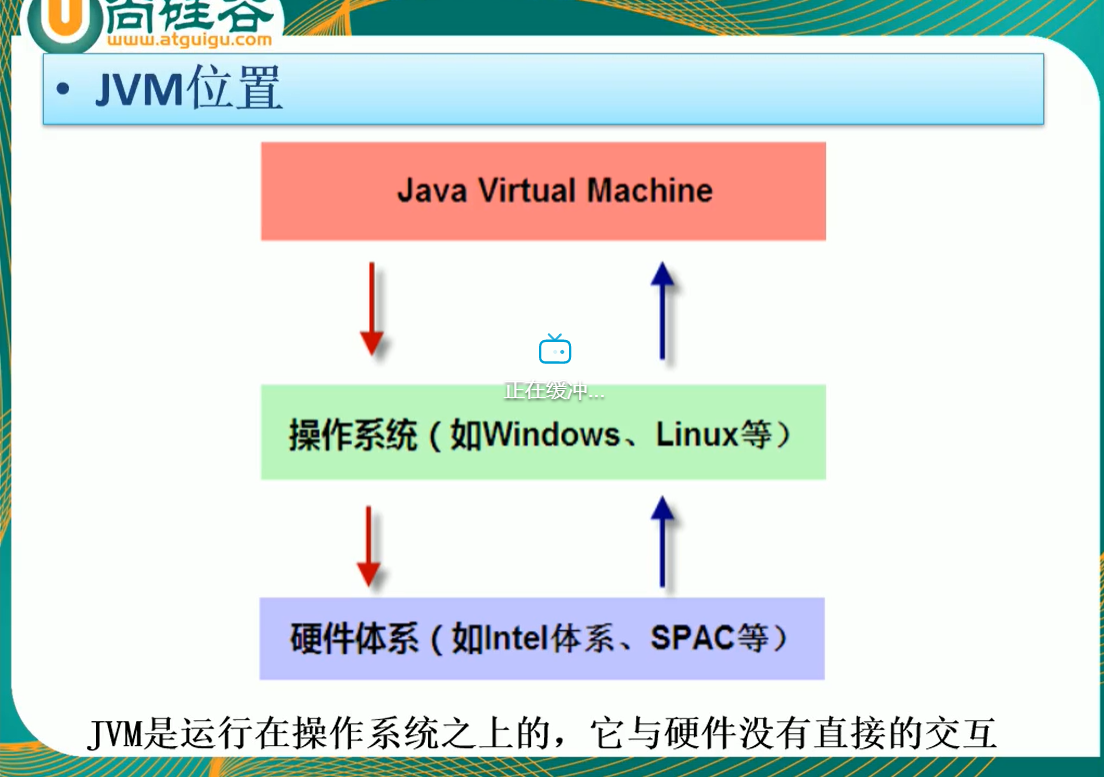 尚硅谷
www.atguigu.com
• JVM位置
Java Virtual Machine
正在缓冲...
操作系统（如Windows、Linux等）
硬件体系（如Intel体系、SPAC等）
JVM是运行在操作系统之上的，它与硬件没有直接的交互